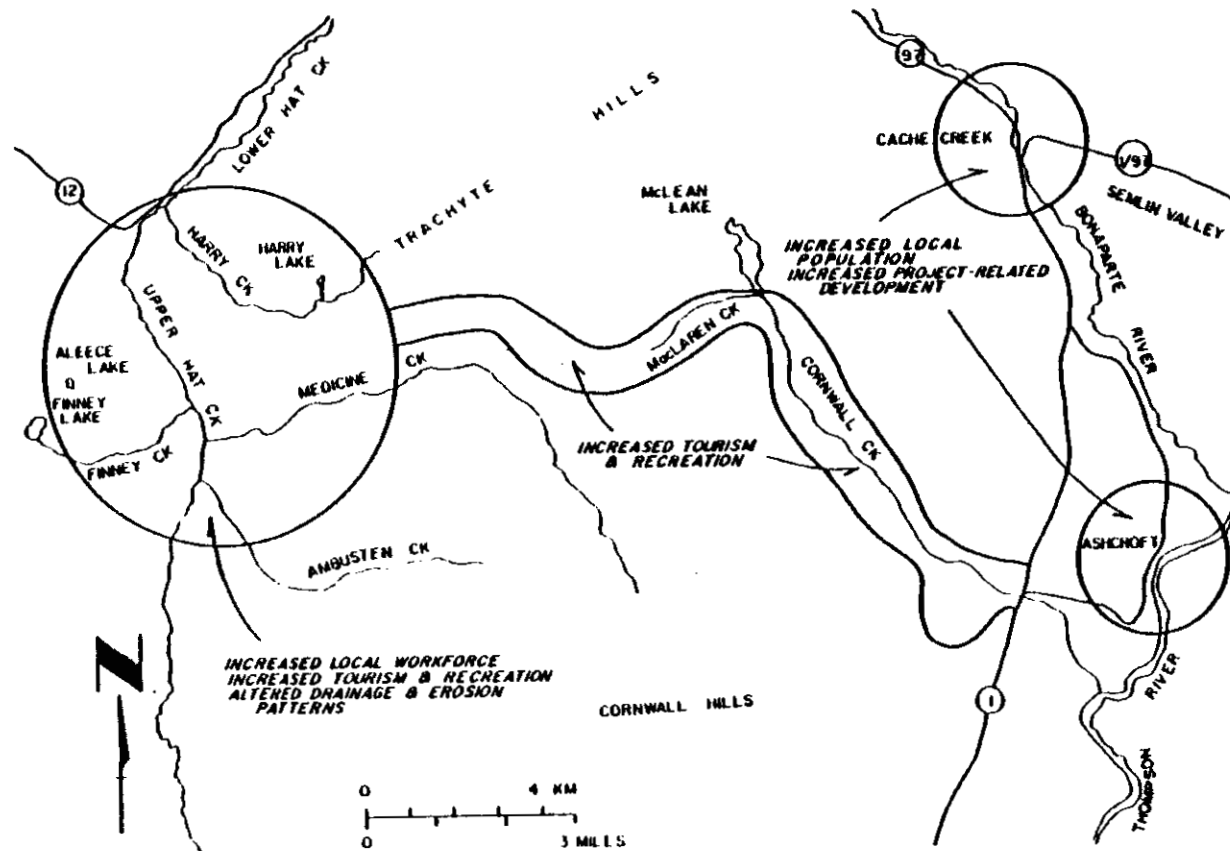 97
CACHE CREEK
1/97
SEMLIN VALLEY
HILLS
LOWER HAT CK
12
HARRY CK
HARRY
LAKE
TRACHYTE
McLEAN
LAKE
BONAPARTE
RIVER
INCREASED LOCAL
POPULATION
INCREASED PROJECT-RELATED
DEVELOPMENT
UPPER HAT CK
ALEECE
LAKE
FINNEY
LAKE
FINNEY CK
MEDICINE CK
MacLAREN CK
CORNWALL CK
INCREASED TOURISM
& RECREATION
ASHCROFT
AMBUSTEN CK
N
INCREASED LOCAL WORKFORCE
INCREASED TOURISM & RECREATION
ALTERED DRAINAGE & EROSION
PATTERNS
CORNWALL HILLS
1
THOMPSON
RIVER
0 4 KM
0 3 MILLS